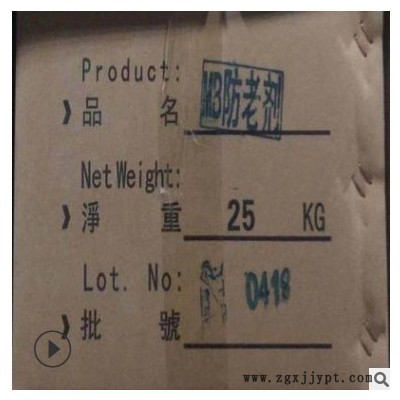 Product:
品 名 M3防老剂
Net Weight:
淨 重 25 KG
Lot. No:
批 號 0418
www.zgxjjypt.com